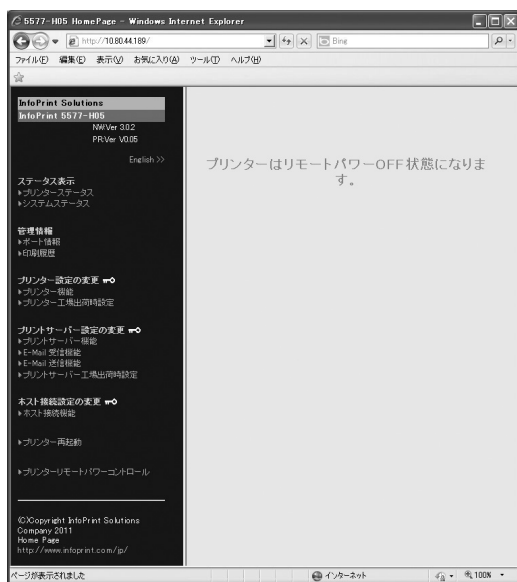 5577-H05 HomePage - Windows Internet Explorer
http://10.80.44.189/
Bing
ファイル(F) 編集(E) 表示(V) お気に入り(A) ツール(T) ヘルプ(H)
InfoPrint Solutions
InfoPrint 5577-H05
NW:Ver 3.0.2
PR:Ver V0.05
English >>
ステータス表示
プリンターステータス
システムステータス
管理情報
ポート情報
印刷履歴
プリンター設定の変更
プリンター機能
プリンター工場出荷時設定
プリントサーバー設定の変更
プリントサーバー機能
E-Mail 受信機能
E-Mail 送信機能
プリントサーバー工場出荷時設定
ホスト接続設定の変更
ホスト接続機能
プリンター再起動
プリンターリモートパワーコントロール
(C)Copyright InfoPrint Solutions
Company 2011
Home Page
http://www.infoprint.com/jp/
プリンターはリモートパワーOFF状態になりま
す。
ページが表示されました
インターネット
100%